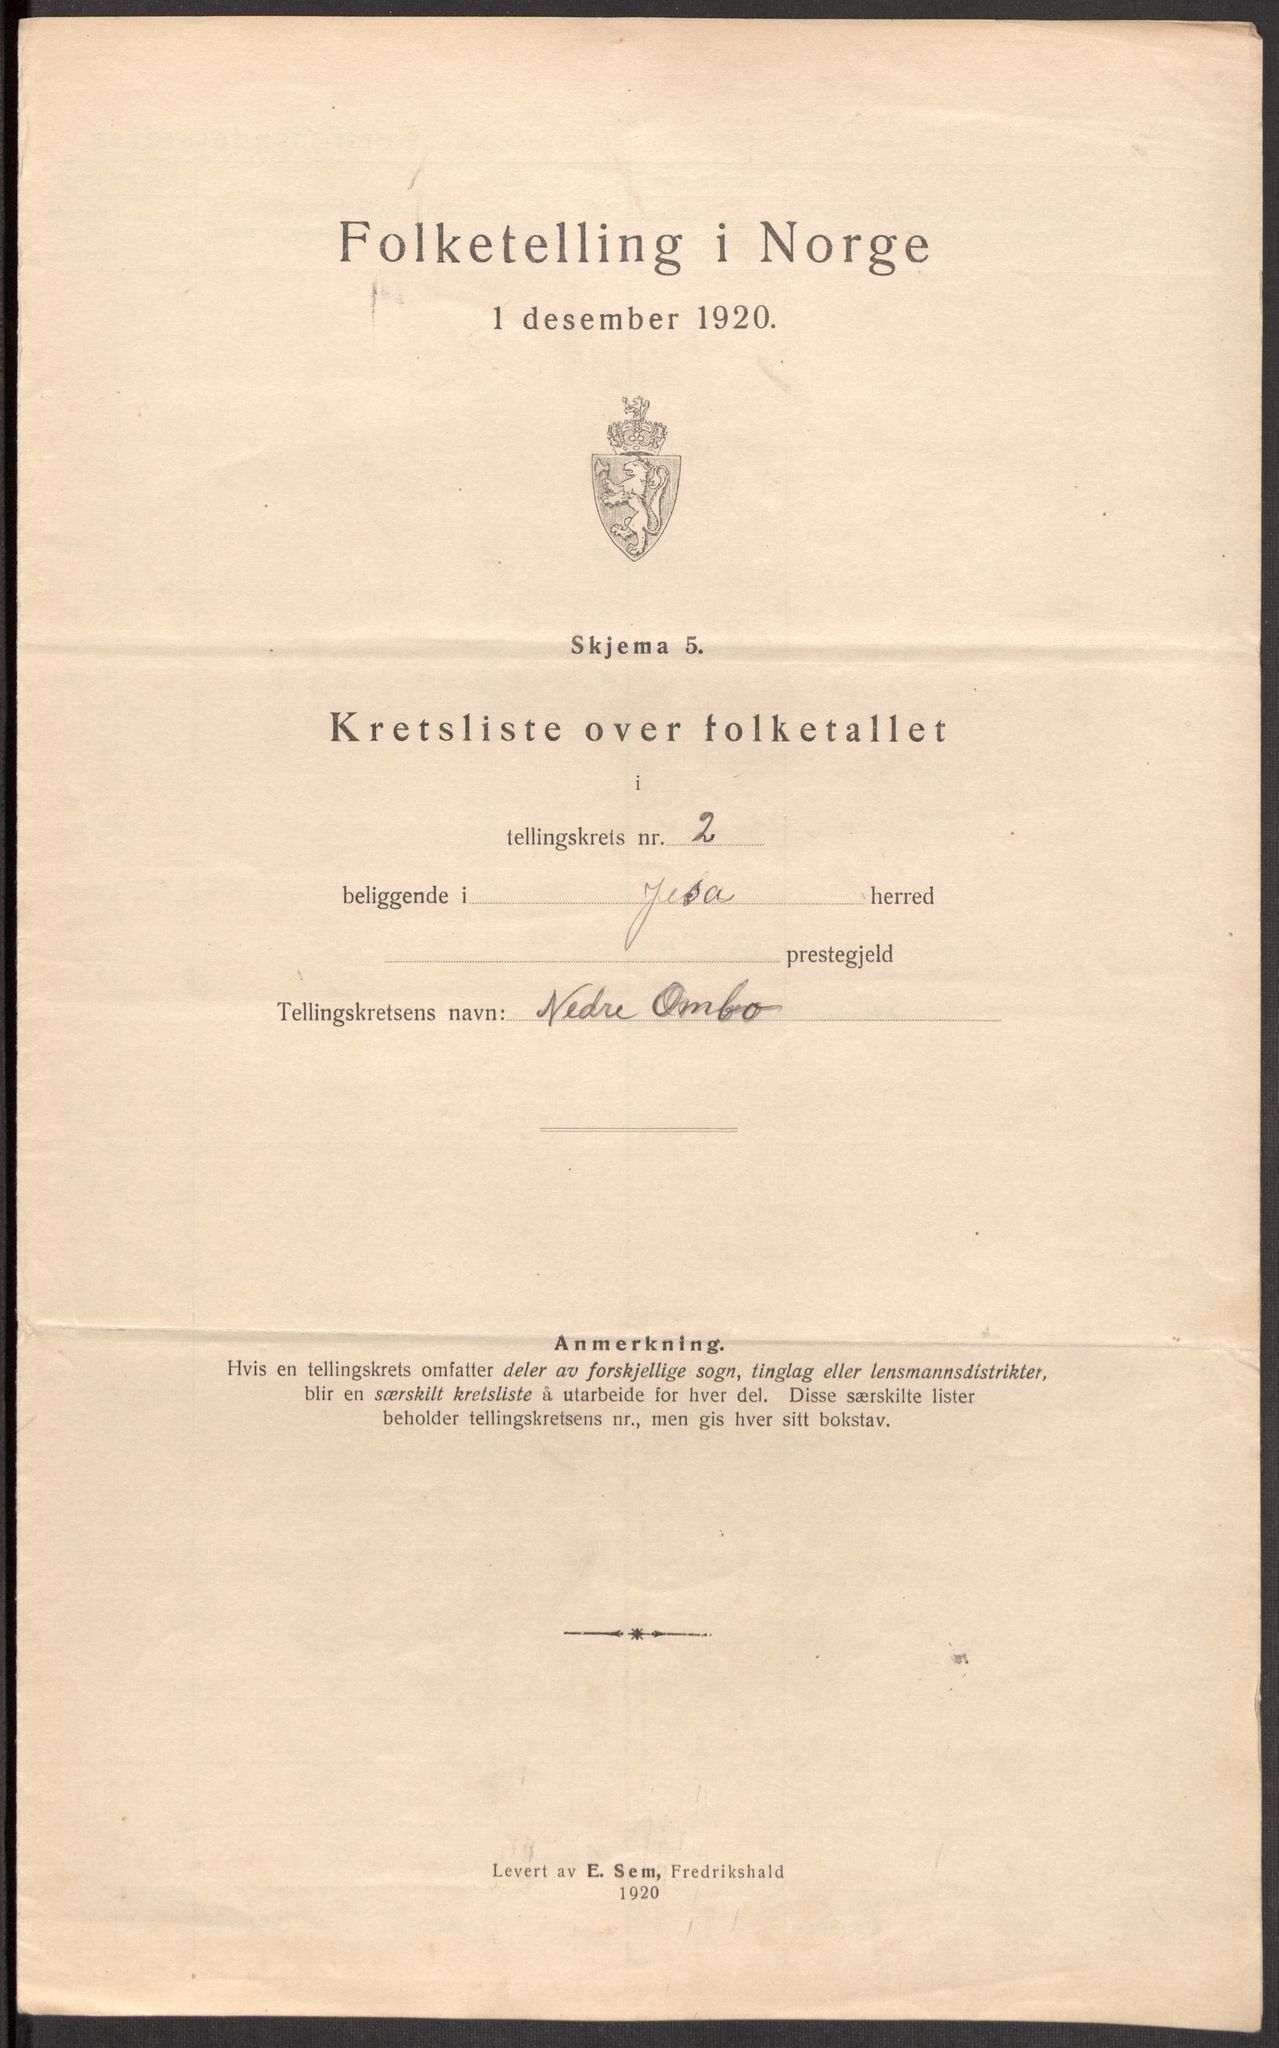 Folketelling i Norge
1 desember 1920.
Skjema 5.
Kretsliste over folketallet
i
tellingskrets nr. 2
beliggende i Jelsa herred
prestegjeld
Tellingskretsens navn: Nedre Ombo
Anmerkning.
Hvis en tellingskrets omfatter deler av forskjellige sogn, tinglag eller lensmannsdistrikter,
blir en særskilt kretsliste å utarbeide for hver del. Disse særskilte lister
beholder tellingskretsens nr., men gis hver sitt bokstav.
Levert av E. Sem, Fredrikshald
1920